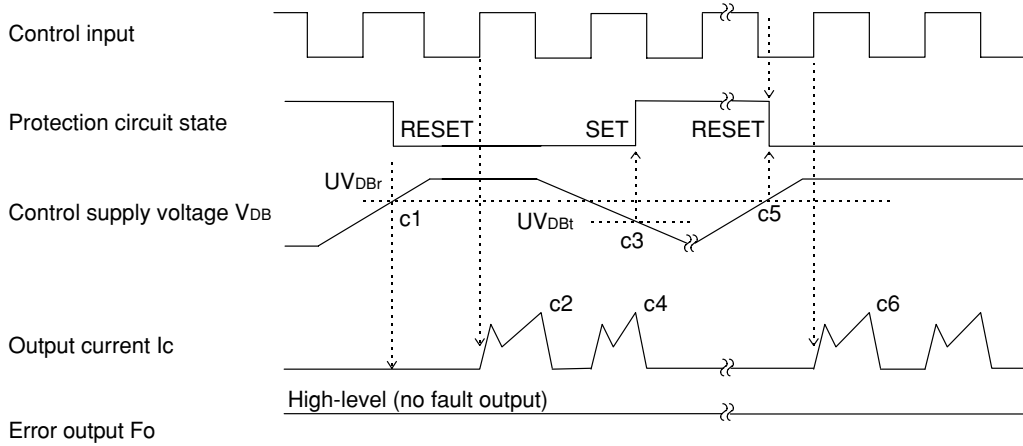 Control input
Protection circuit state
RESET
SET
RESET
UVDBr
Control supply voltage VDB
c1
UVDBt
c3
c5
c2
c4
c6
Output current Ic
High-level (no fault output)
Error output Fo